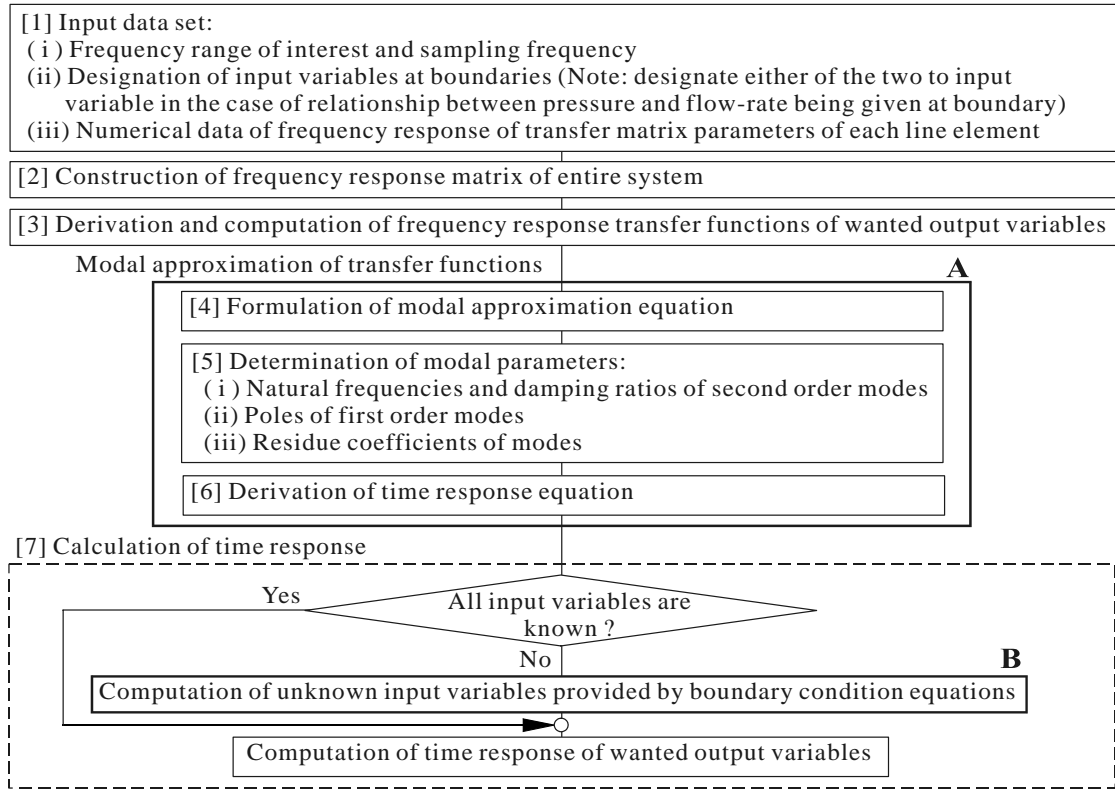 [1] Input data set:
(i) Frequency range of interest and sampling frequency
(ii) Designation of input variables at boundaries (Note: designate either of the two to input
variable in the case of relationship between pressure and flow-rate being given at boundary)
(iii) Numerical data of frequency response of transfer matrix parameters of each line element
[2] Construction of frequency response matrix of entire system
[3] Derivation and computation of frequency response transfer functions of wanted output variables
Modal approximation of transfer functions
A
[4] Formulation of modal approximation equation
[5] Determination of modal parameters:
(i) Natural frequencies and damping ratios of second order modes
(ii) Poles of first order modes
(iii) Residue coefficients of modes
[6] Derivation of time response equation
[7] Calculation of time response
Yes
All input variables are
known ?
No
B
Computation of unknown input variables provided by boundary condition equations
Computation of time response of wanted output variables